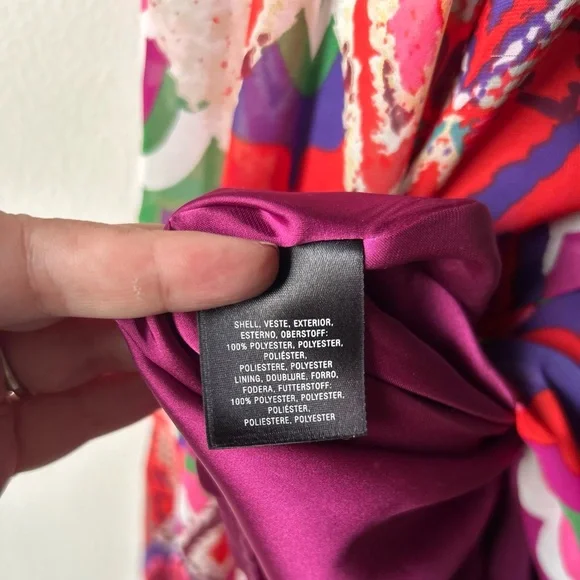 SHELL, VESTE, EXTERIOR,
ESTERNO, OBERSTOFF:
100% POLYESTER, POLYESTER,
POLIÉSTER,
POLIESTERE, POLYESTER
LINING, DOUBLURE, FORRO,
FODERA, FUTTERSTOFF:
100% POLYESTER, POLYESTER,
POLIÉSTER,
POLIESTERE, POLYESTER